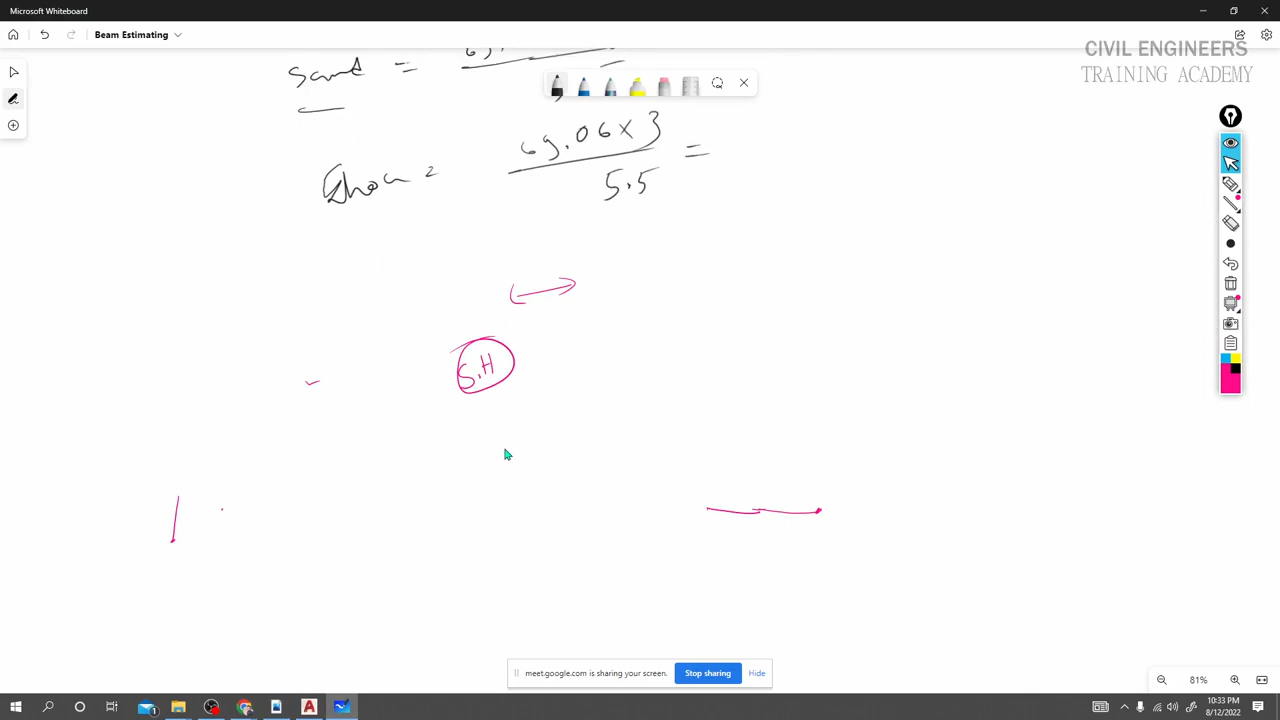 Microsoft Whiteboard
Beam Estimating
CIVIL ENGINEERS
TRAINING ACADEMY
sand =
69.06 x 3
=
5.5
S.H
meet.google.com is sharing your screen.
Stop sharing
Hide
81%
10:33 PM
8/12/2022